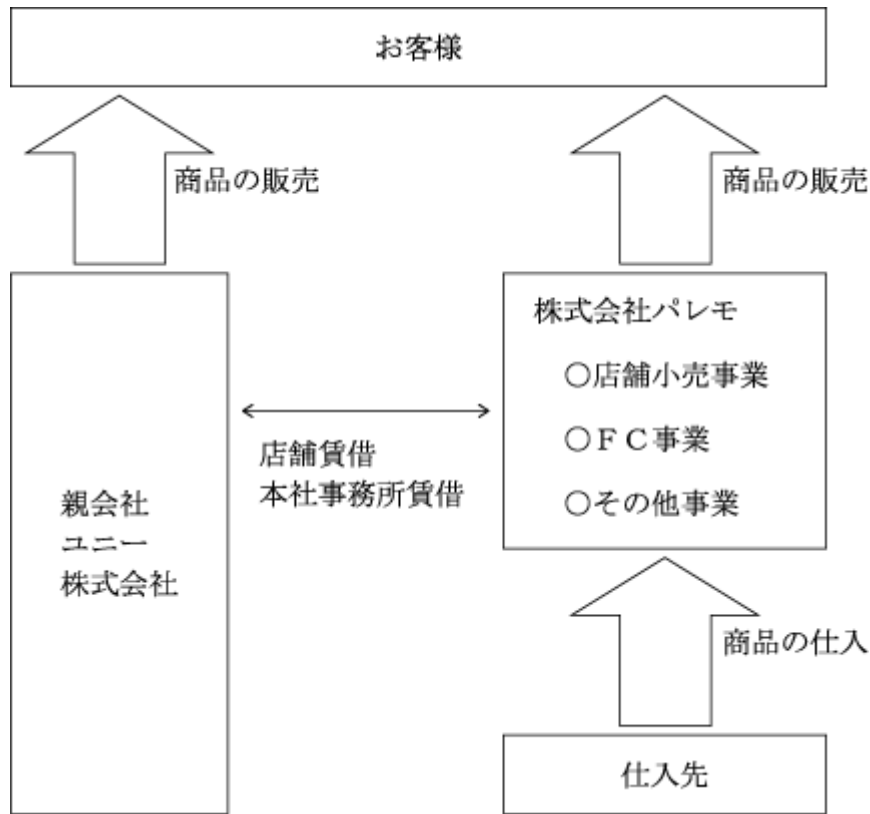 お客様
商品の販売
商品の販売
株式会社パレモ
○店舗小売事業
○ＦＣ事業
○その他事業
店舗賃借
本社事務所賃借
親会社
ユニー
株式会社
商品の仕入
仕入先